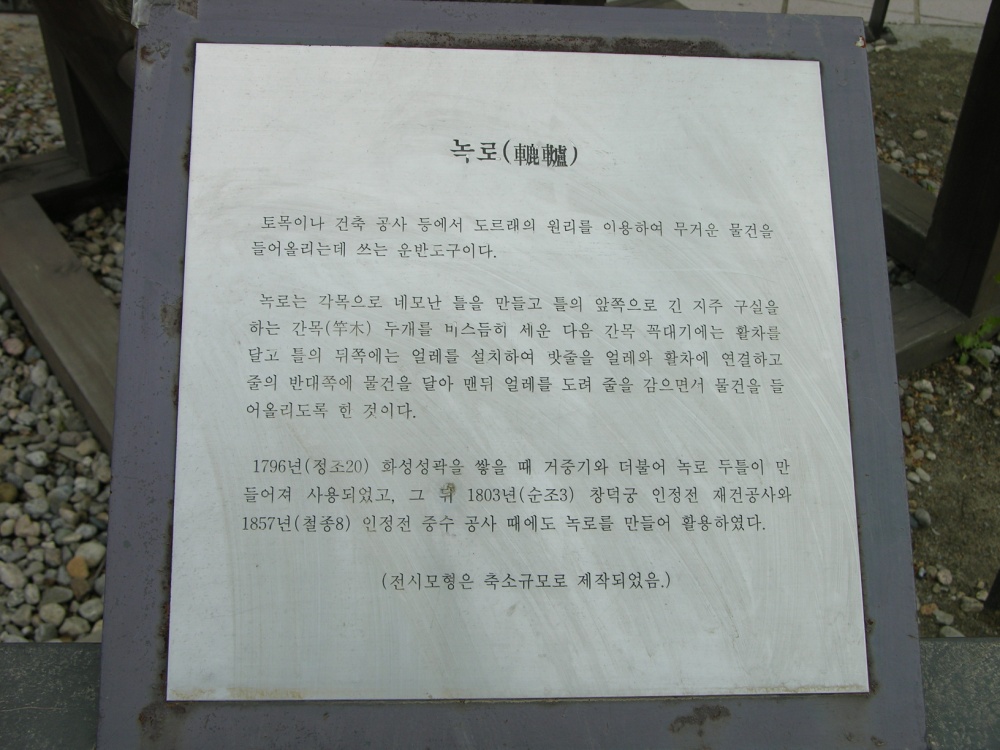 녹로(轆轤)
토목이나 건축 공사 등에서 도르래의 원리를 이용하여 무거운 물건을
들어올리는데 쓰는 운반도구이다.
녹로는 각목으로 네모난 틀을 만들고 틀의 앞쪽으로 긴 지주 구실을
하는 간목(竿木) 두개를 비스듬히 세운 다음 간목 꼭대기에는 활차를
달고 틀의 뒤쪽에는 얼레를 설치하여 밧줄을 얼레와 활차에 연결하고
줄의 반대쪽에 물건을 달아 맨뒤 얼레를 도려 줄을 감으면서 물건을 들
어올리도록 힌 것이다.
1796년(정조20) 화성성곽을 쌓을 때 거중기와 더불어 녹로 두틀이 만
들어져 사용되었고, 그 뒤 1803년(순조3) 창덕궁 인정전 재건공사와
1857년(철종8) 인정전 중수 공사 때에도 녹로를 만들어 활용하였다.
(전시모형은 축소규모로 제작되었음.)